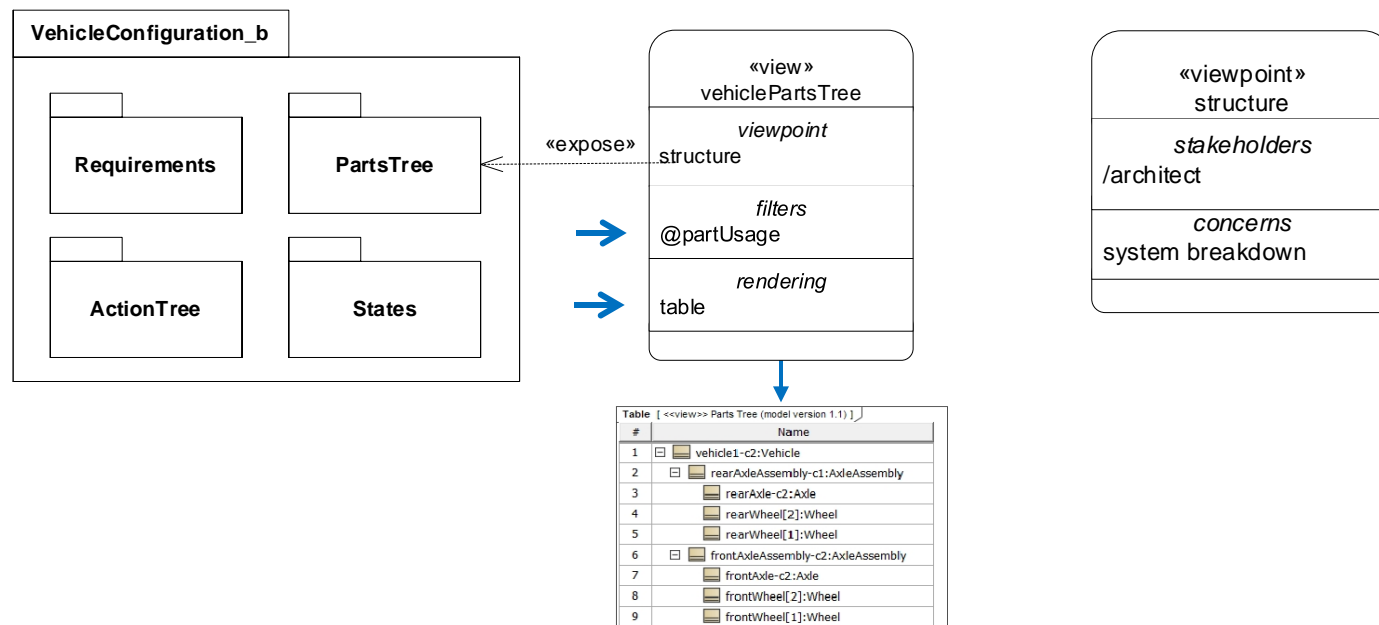 VehicleConfiguration_b
Requirements
PartsTree
ActionTree
States
«expose»
«view»
vehiclePartsTree
viewpoint
structure
filters
@partUsage
rendering
table
«viewpoint»
structure
stakeholders
/architect
concerns
system breakdown
Table [ <<view>> Parts Tree (model version 1.1) ]
# Name
1 vehicle1-c2:Vehicle
2 rearAxleAssembly-c1:AxleAssembly
3 rearAxle-c2:Axle
4 rearWheel[2]:Wheel
5 rearWheel[1]:Wheel
6 frontAxleAssembly-c2:AxleAssembly
7 frontAxle-c2:Axle
8 frontWheel[2]:Wheel
9 frontWheel[1]:Wheel